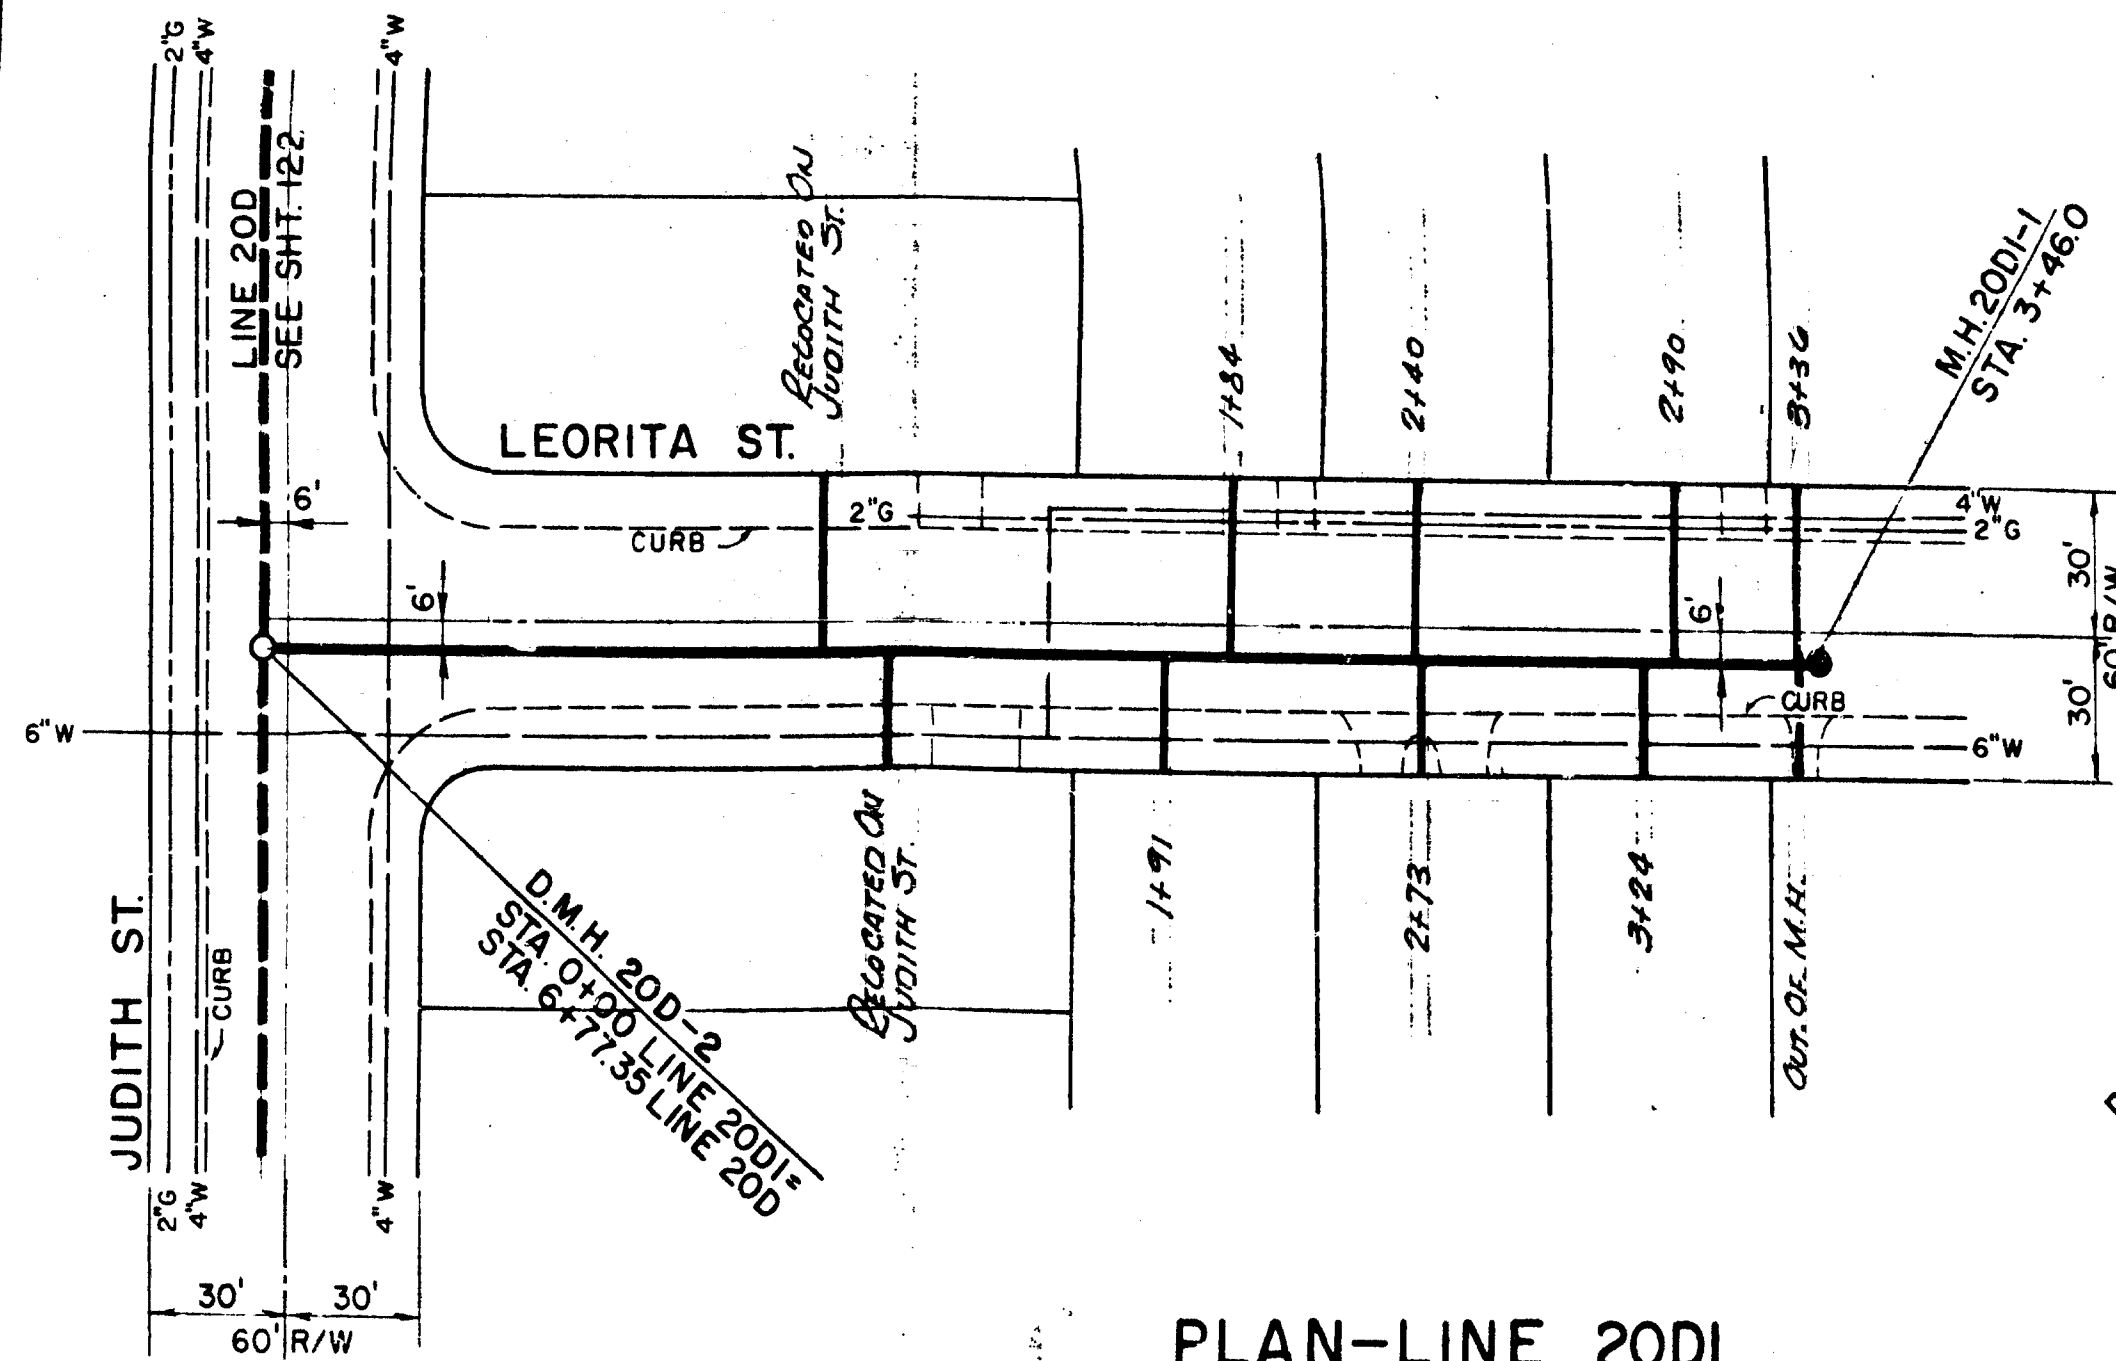 2"G
4"W
4"W
LINE 20D
SEE SHT. 122
RELOCATED ON
JUDITH ST.
1+84
2+40
2+90
3+36
M.H. 20D1-1
STA. 3+46.0
LEORITA ST.
6'
2"G
CURB
4"W
2"G
6'
6'
30'
60' R/W
30'
CURB
6"W
6"W
RELOCATED ON
JUDITH ST.
1+91
2+73
3+24
OUT OF M.H.
D.M.H. 20D-2
STA. 0+00 LINE 20D1=
STA. 6+77.35 LINE 20D
JUDITH ST.
CURB
2"G
4"W
4"W
30'
30'
60' R/W
PLAN-LINE 20D1